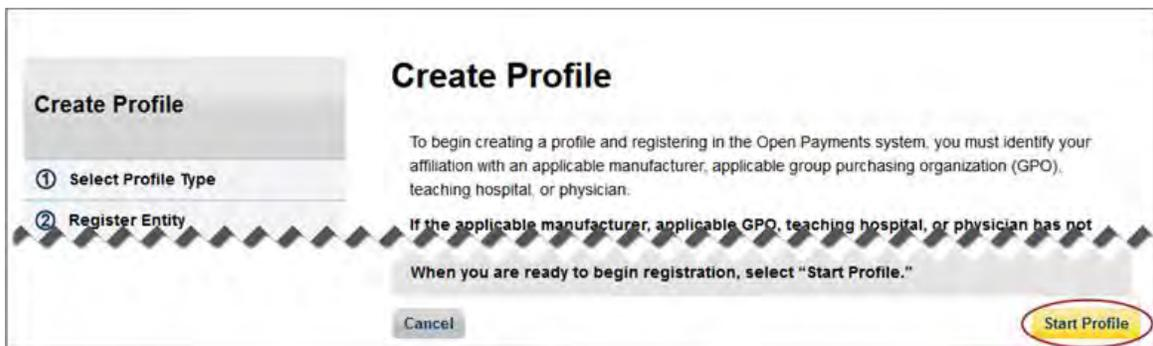 Create Profile
① Select Profile Type
② Register Entity
Create Profile
To begin creating a profile and registering in the Open Payments system, you must identify your
affiliation with an applicable manufacturer, applicable group purchasing organization (GPO),
teaching hospital, or physician.
If the applicable manufacturer, applicable GPO, teaching hospital, or physician has not
When you are ready to begin registration, select “Start Profile.”
Cancel
Start Profile